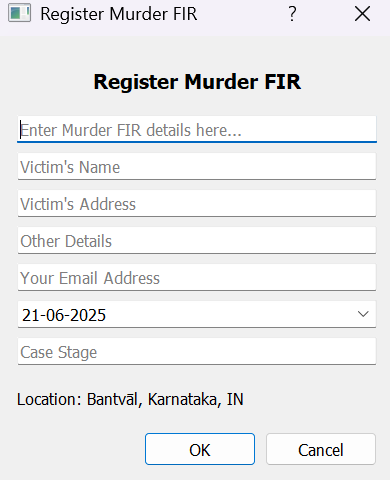 Register Murder FIR
?
Register Murder FIR
Enter Murder FIR details here...
Victim's Name
Victim's Address
Other Details
Your Email Address
21-06-2025
Case Stage
Location: Bantvāl, Karnataka, IN
OK Cancel